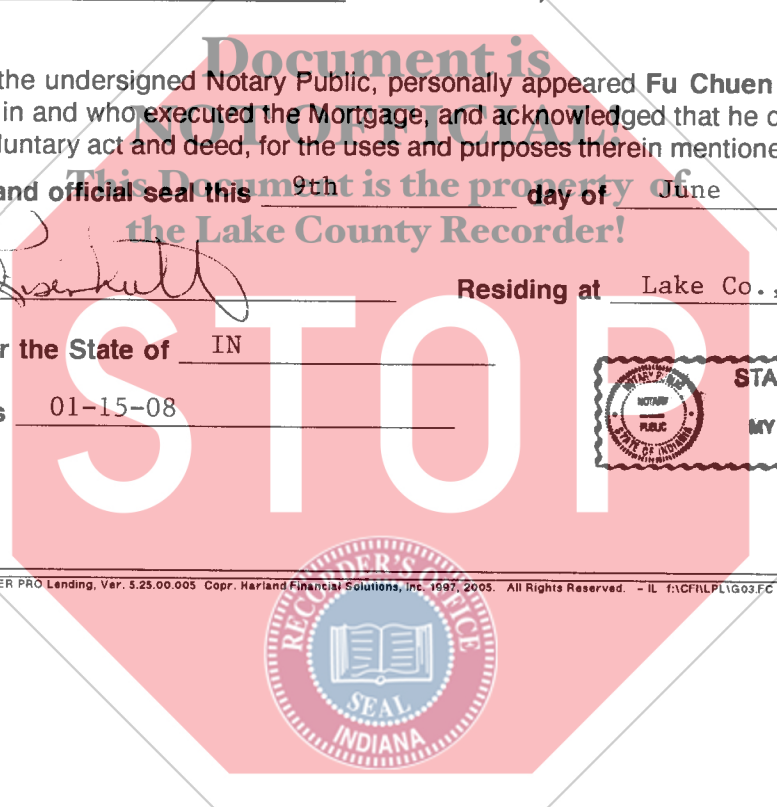 Document is
the undersigned Notary Public, personally appeared Fu Chuen
in and who executed the Mortgage, and acknowledged that he
NOT OFFICIAL!
luntary act and deed, for the uses and purposes therein mentione
This Document is the property of
and official seal this 9th day of June
the Lake County Recorder!
Residing at Lake Co.,
STOP
r the State of IN
NOTARY PUBLIC
NOTARY
PUBLIC
STATE OF INDIANA
STA
MY
s 01-15-08
ER PRO Lending, Ver. 5.25.00.005 Copr. Harland Financial Solutions, Inc. 1997, 2005. All Rights Reserved. - IL f:\CFI\LPL\G03.FC
RECORDER'S OFFICE
SEAL
INDIANA